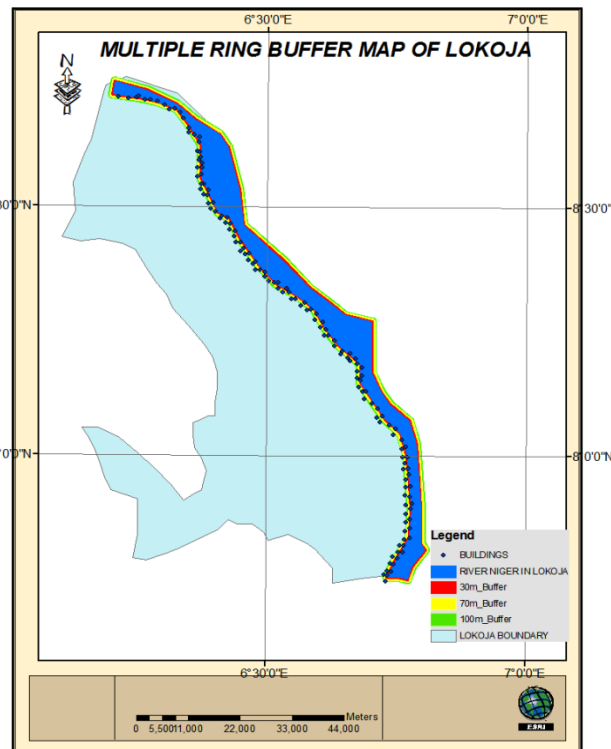 6°30'0"E 7°0'0"E
MULTIPLE RING BUFFER MAP OF LOKOJA
N
30'0"N 8°30'0"N
0'0"N 8°0'0"N
Legend
BUILDINGS
RIVER NIGER IN LOKOJA
30m_Buffer
70m_Buffer
100m_Buffer
LOKOJA BOUNDARY
6°30'0"E 7°0'0"E
Meters
0 5,500 11,000 22,000 33,000 44,000
ESRI